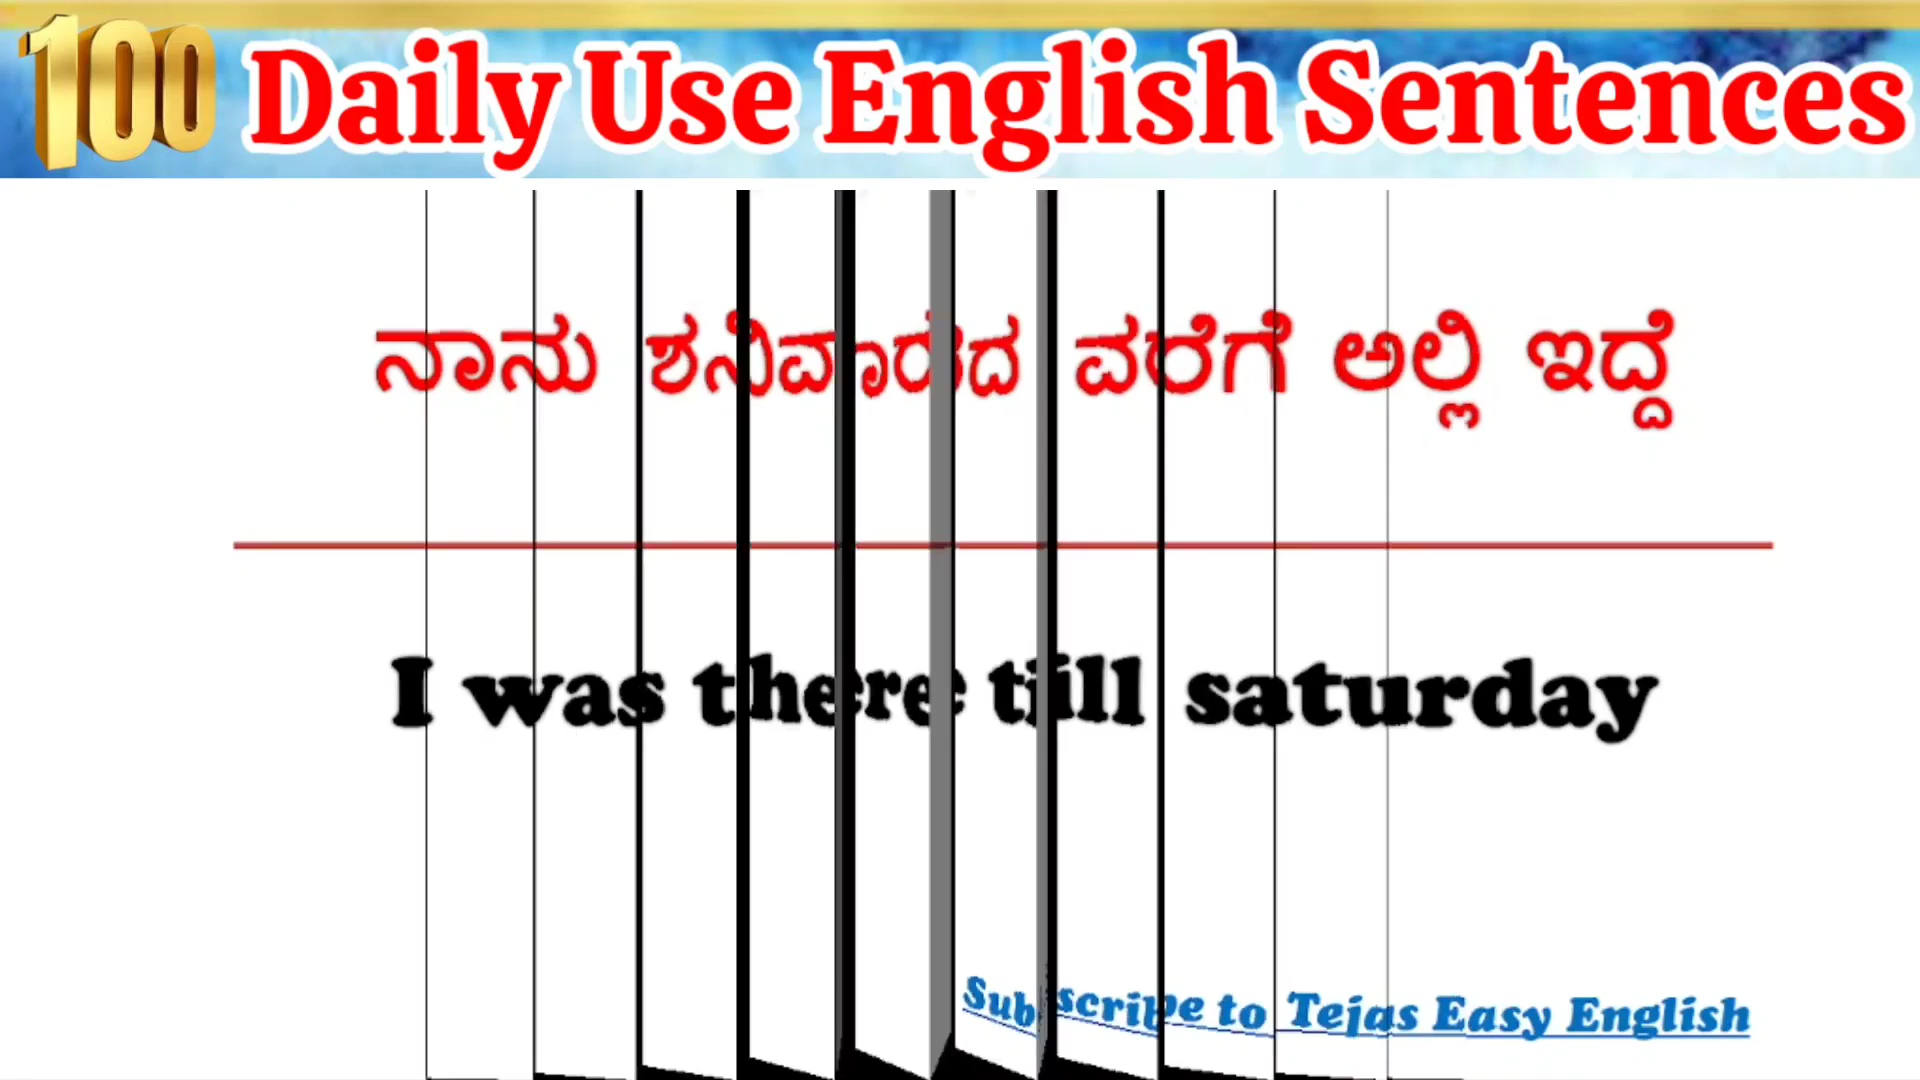 100 Daily Use English Sentences
ನಾನು ಶನಿವಾರದ ವರೆಗೆ ಅಲ್ಲಿ ಇದ್ದೆ
I was there till saturday
Subscribe to Tejas Easy English